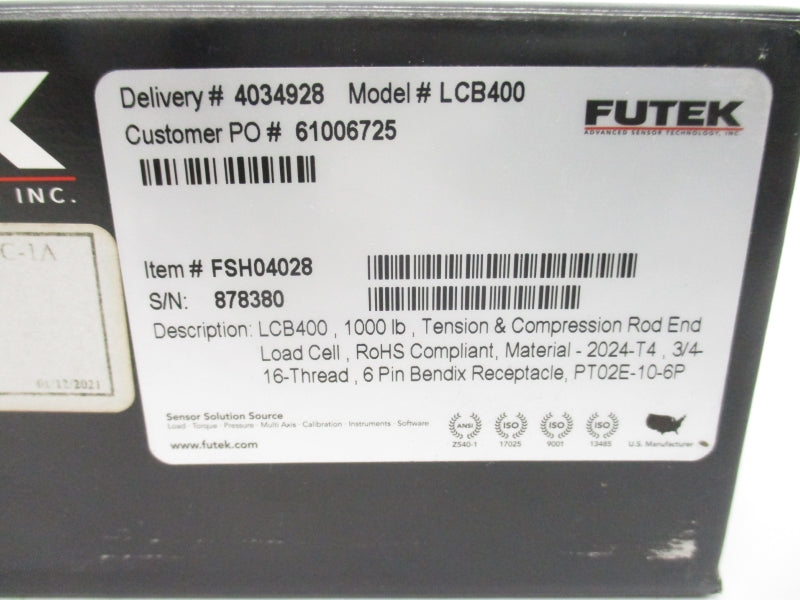 K
INC.
C-1A
01/12/2021
Delivery # 4034928 Model # LCB400
FUTEK
ADVANCED SENSOR TECHNOLOGY, INC.
Customer PO # 61006725
Item # FSH04028
S/N: 878380
Description: LCB400 , 1000 lb , Tension & Compression Rod End
Load Cell , RoHS Compliant, Material - 2024-T4 , 3/4-
16-Thread , 6 Pin Bendix Receptacle, PT02E-10-6P
Sensor Solution Source
Load · Torque · Pressure · Multi Axis · Calibration · Instruments · Software
www.futek.com
ANSI ISO ISO ISO
Z540-1 17025 9001 13485 U.S. Manufacturer